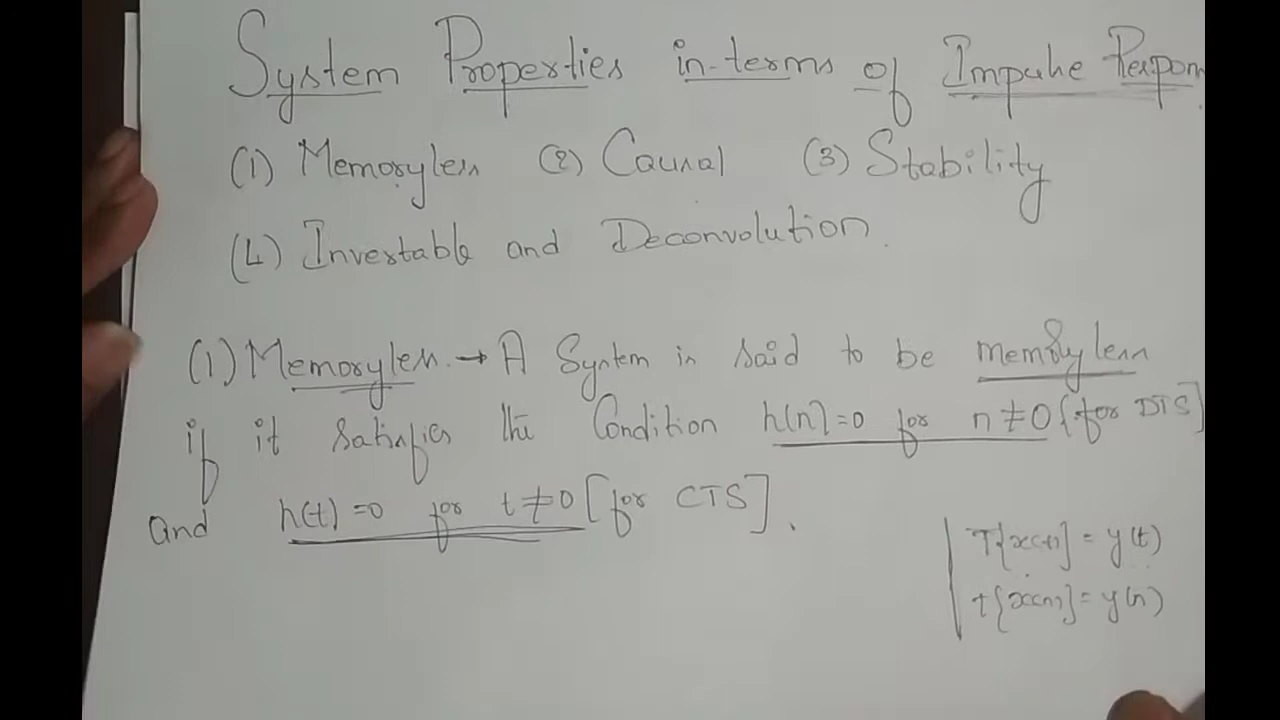 System Properties in-terms of Impulse Respon
(1) Memoryless (2) Causal (3) Stability
(4) Invertable and Deconvolution.
(1) Memoryless → A System is said to be memoryless
if it satisfies the Condition h[n]=0 for n≠0 [for DTS]
and h(t)=0 for t≠0 [for CTS].
T{x(t)}=y(t)
T{x(n)}=y(n)